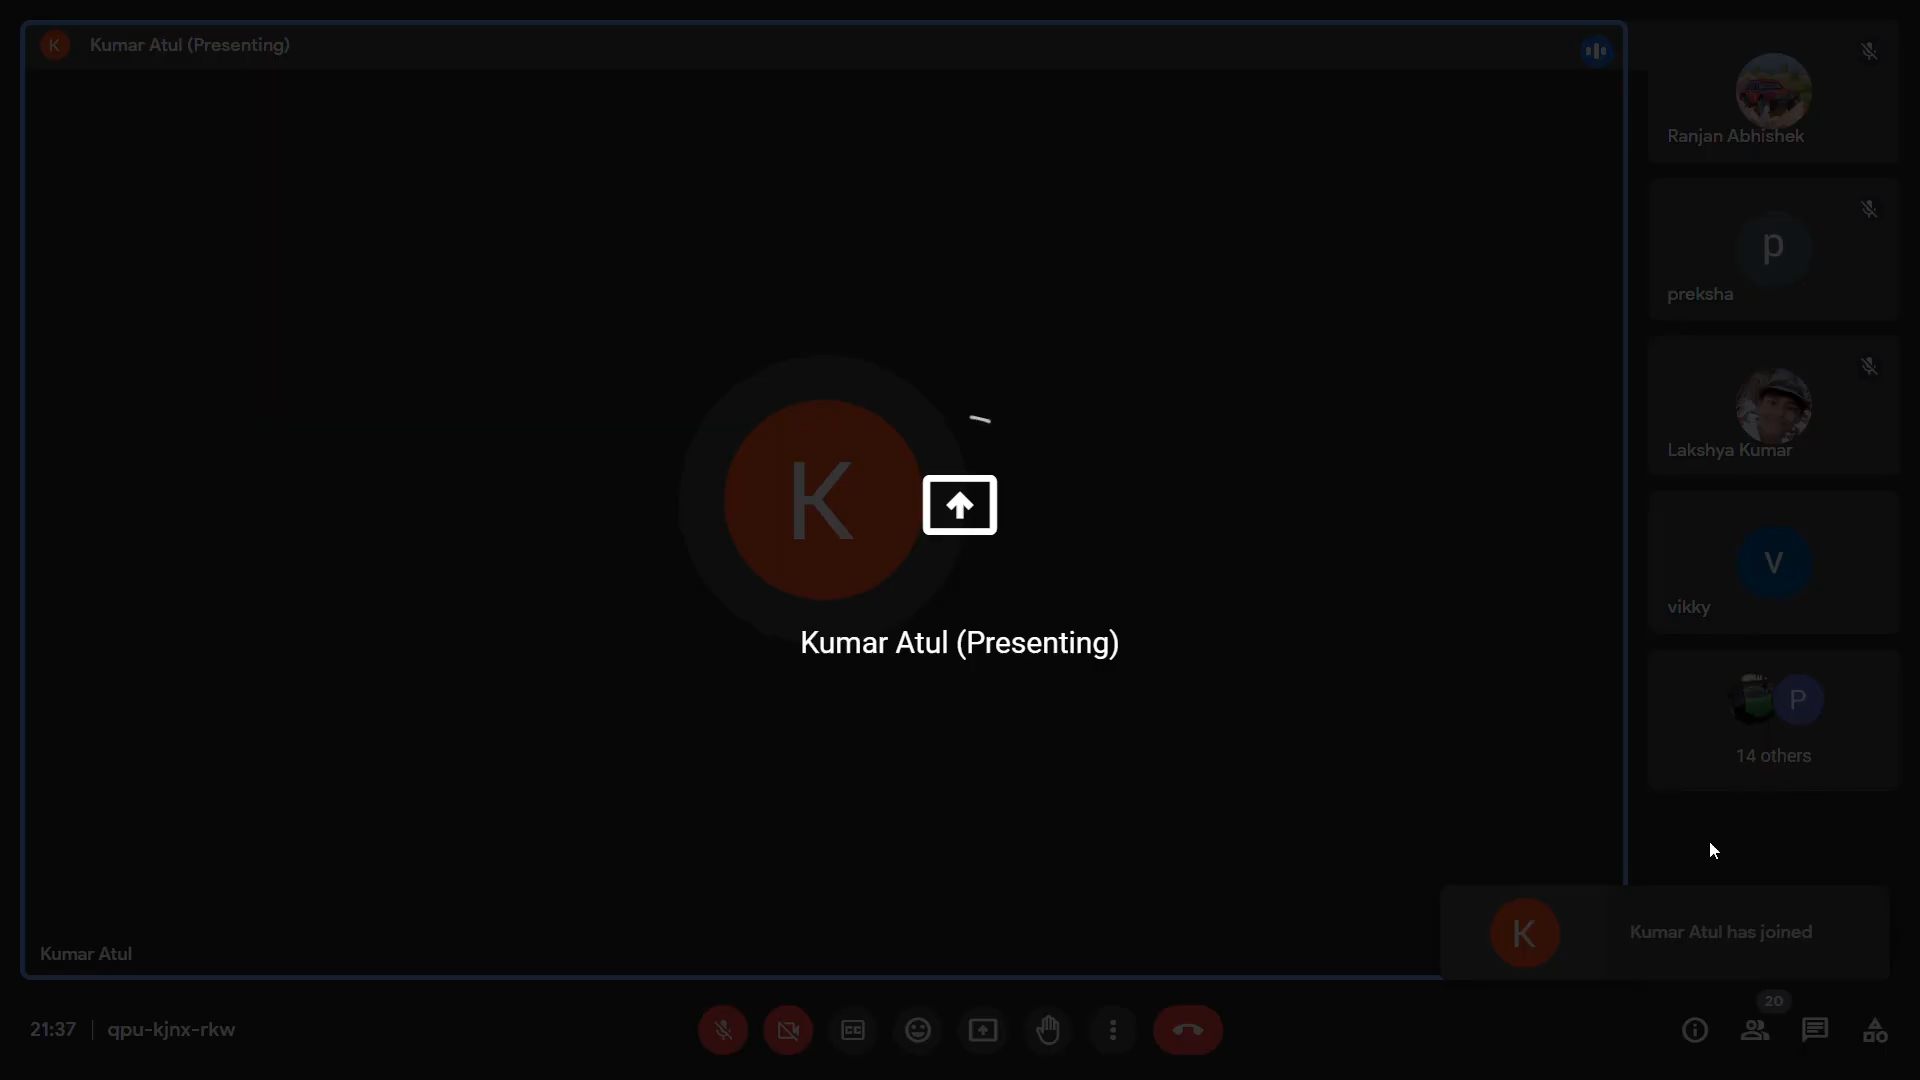 K Kumar Atul (Presenting)
Ranjan Abhishek
p
preksha
Lakshya Kumar
K
V
vikky
Kumar Atul (Presenting)
P
14 others
Kumar Atul
K Kumar Atul has joined
20
21:37 | qpu-kjnx-rkw
CC